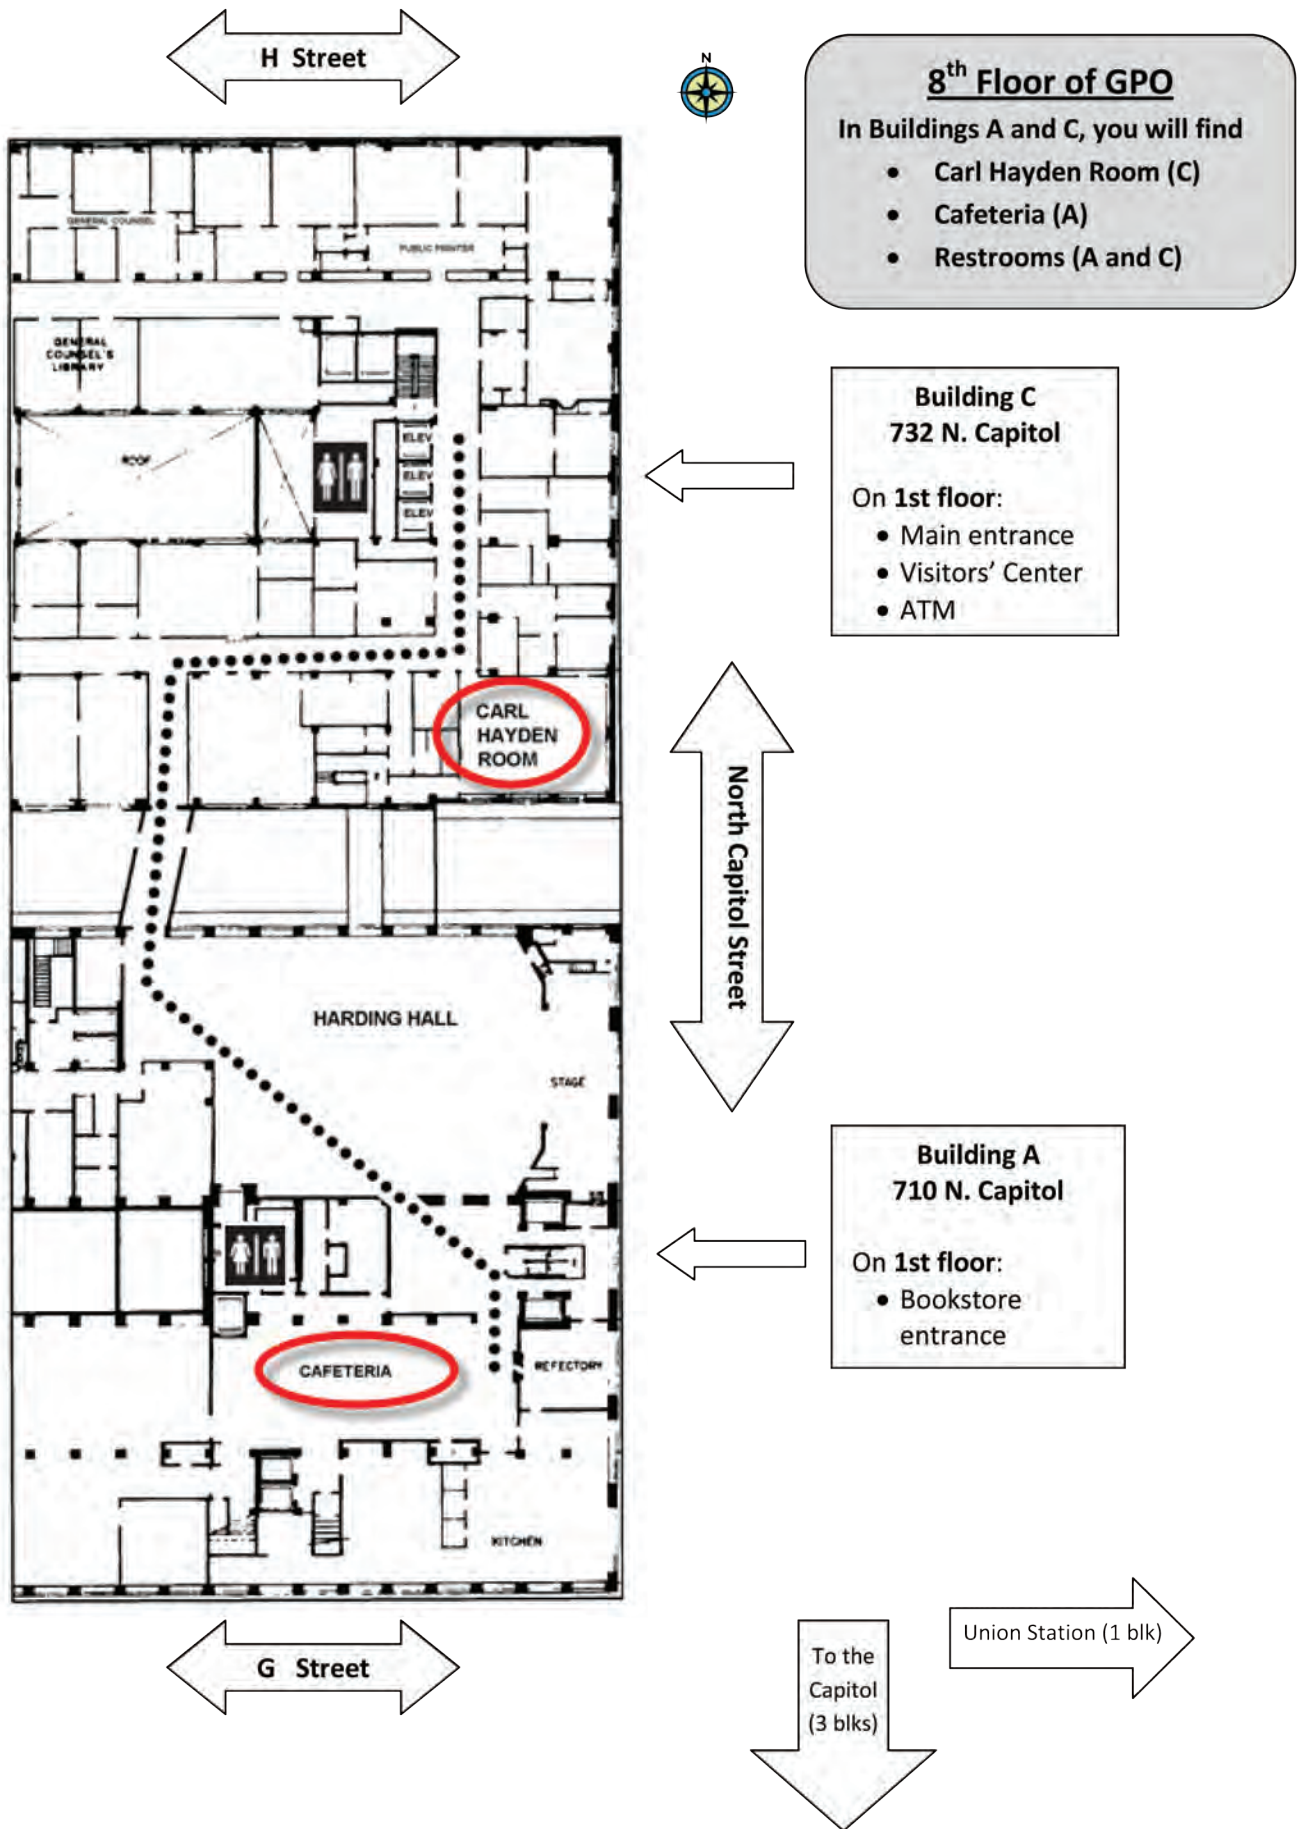 H Street
N
8th Floor of GPO
In Buildings A and C, you will find
• Carl Hayden Room (C)
• Cafeteria (A)
• Restrooms (A and C)
GENERAL COUNSEL
PUBLIC PRINTER
GENERAL
COUNSEL'S
LIBRARY
ROOF
ELEV
ELEV
ELEV
Building C
732 N. Capitol
On 1st floor:
• Main entrance
• Visitors' Center
• ATM
CARL
HAYDEN
ROOM
North Capitol Street
HARDING HALL
STAGE
Building A
710 N. Capitol
On 1st floor:
• Bookstore
entrance
CAFETERIA
REFECTORY
KITCHEN
G Street
Union Station (1 blk)
To the
Capitol
(3 blks)